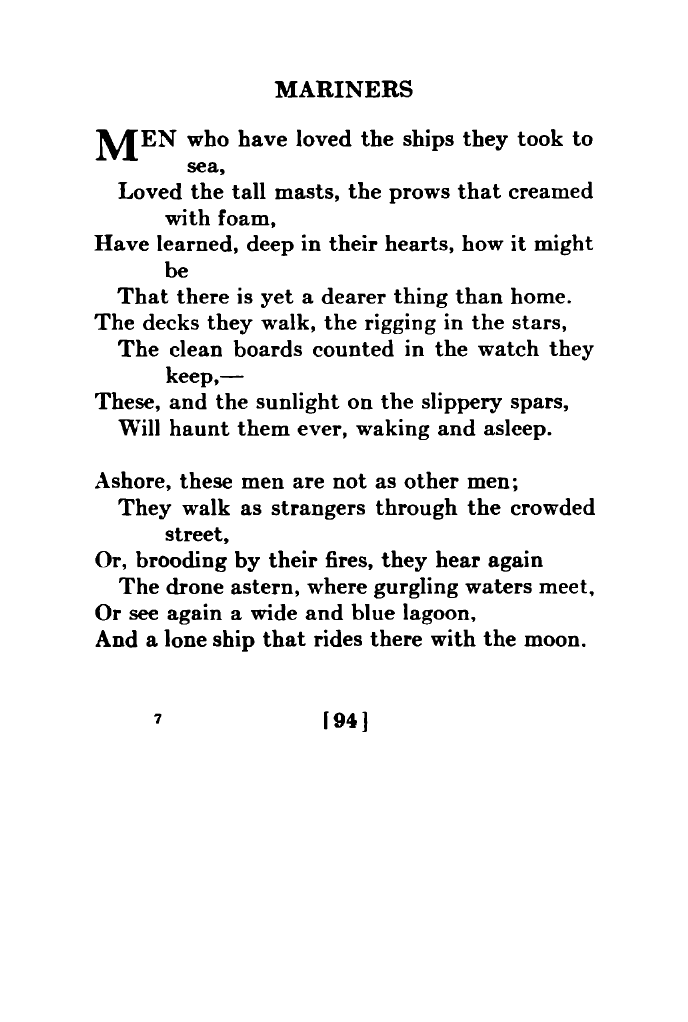 MARINERS
MEN who have loved the ships they took to
sea,
Loved the tall masts, the prows that creamed
with foam,
Have learned, deep in their hearts, how it might
be
That there is yet a dearer thing than home.
The decks they walk, the rigging in the stars,
The clean boards counted in the watch they
keep,—
These, and the sunlight on the slippery spars,
Will haunt them ever, waking and asleep.
Ashore, these men are not as other men;
They walk as strangers through the crowded
street,
Or, brooding by their fires, they hear again
The drone astern, where gurgling waters meet,
Or see again a wide and blue lagoon,
And a lone ship that rides there with the moon.
7 [94]